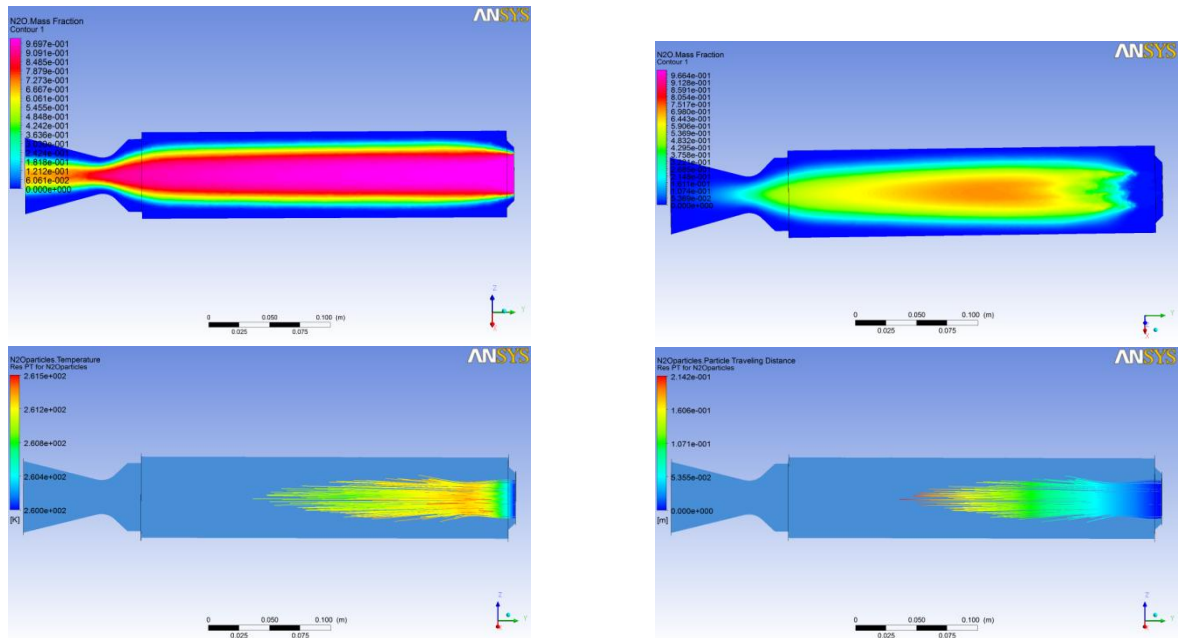 ANSYS
N2O.Mass Fraction
Contour 1
9.697e-001
9.091e-001
8.485e-001
7.879e-001
7.273e-001
6.667e-001
6.061e-001
5.455e-001
4.848e-001
4.242e-001
3.636e-001
1.818e-001
1.212e-001
6.061e-002
0.000e+000
0 0.050 0.100 (m)
0.025 0.075
Z
Y
X
ANSYS
N2O.Mass Fraction
Contour 1
9.664e-001
9.128e-001
8.591e-001
8.054e-001
7.517e-001
6.980e-001
6.443e-001
5.906e-001
5.369e-001
4.832e-001
4.295e-001
3.758e-001
0.000e+000
0 0.050 0.100 (m)
0.025 0.075
Y
Z
ANSYS
N2Oparticles.Temperature
Res PT for N2Oparticles
2.615e+002
2.612e+002
2.608e+002
2.604e+002
2.600e+002
[K]
0 0.050 0.100 (m)
0.025 0.075
Z
Y
ANSYS
N2Oparticles.Particle Traveling Distance
Res PT for N2Oparticles
2.142e-001
1.606e-001
1.071e-001
5.355e-002
0.000e+000
[m]
0 0.050 0.100 (m)
0.025 0.075
Z
Y